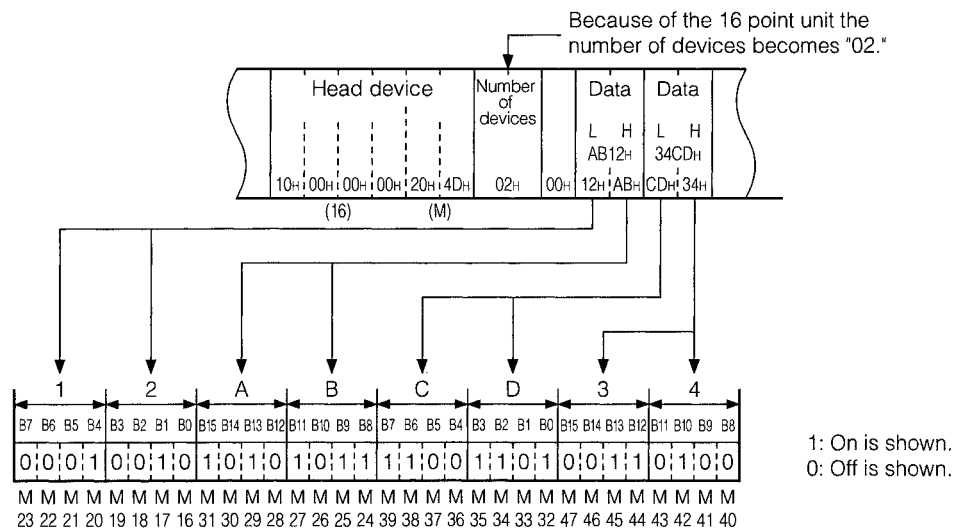 Because of the 16 point unit the
number of devices becomes "02."
Head device
Number
of
devices
Data
Data
L H
L H
AB12H
34CDH
10H 00H 00H 00H 20H 4DH 02H 00H 12H ABH CDH 34H
(16) (M)
1 2 A B C D 3 4
B7 B6 B5 B4 B3 B2 B1 B0 B15 B14 B13 B12 B11 B10 B9 B8 B7 B6 B5 B4 B3 B2 B1 B0 B15 B14 B13 B12 B11 B10 B9 B8
0 0 0 1 0 0 1 0 1 0 1 0 1 0 1 1 1 1 0 0 1 1 0 1 0 0 1 1 0 1 0 0
M M M M M M M M M M M M M M M M M M M M M M M M M M M M M M M M
23 22 21 20 19 18 17 16 31 30 29 28 27 26 25 24 39 38 37 36 35 34 33 32 47 46 45 44 43 42 41 40
1: On is shown.
0: Off is shown.